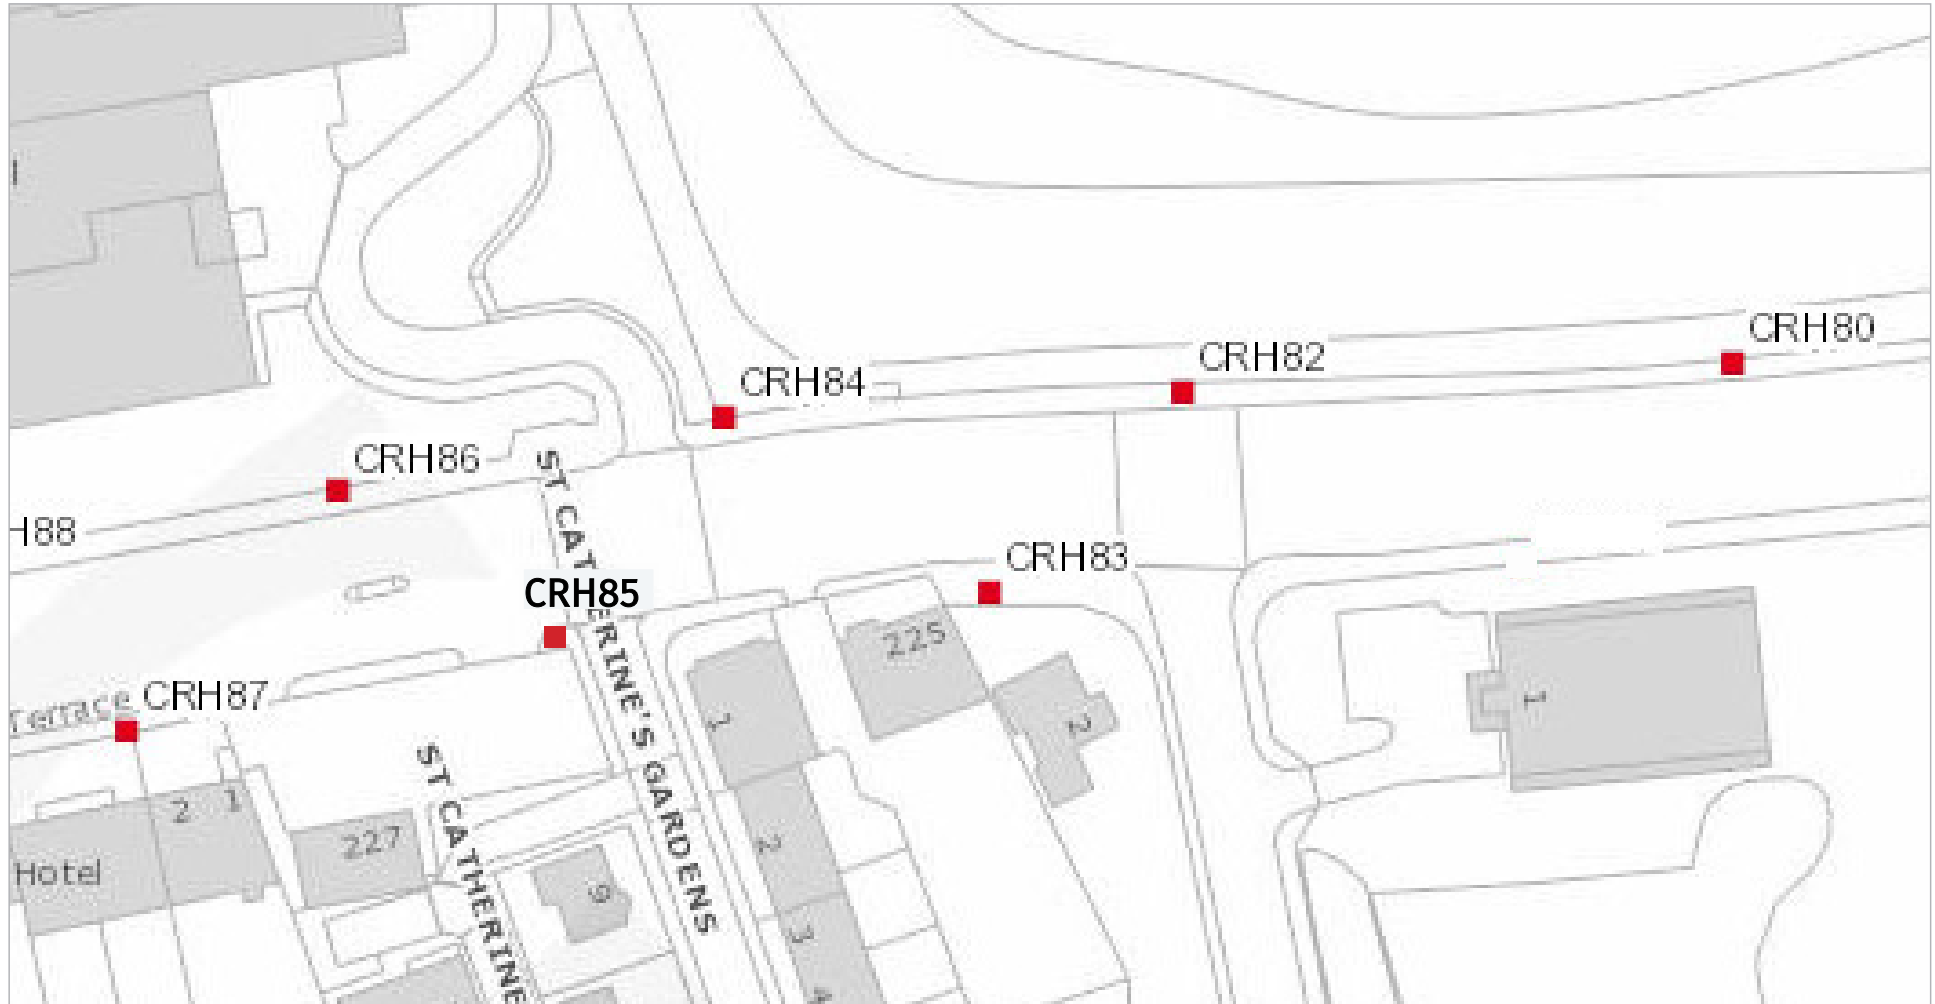 CRH80
CRH82
CRH84
CRH86
H88
CRH83
CRH85
CRH87
Terrace
ST CATHERINE'S GARDENS
ST CATHERINE
225
1
2
1
2
1
227
Hotel
2
9
3
4